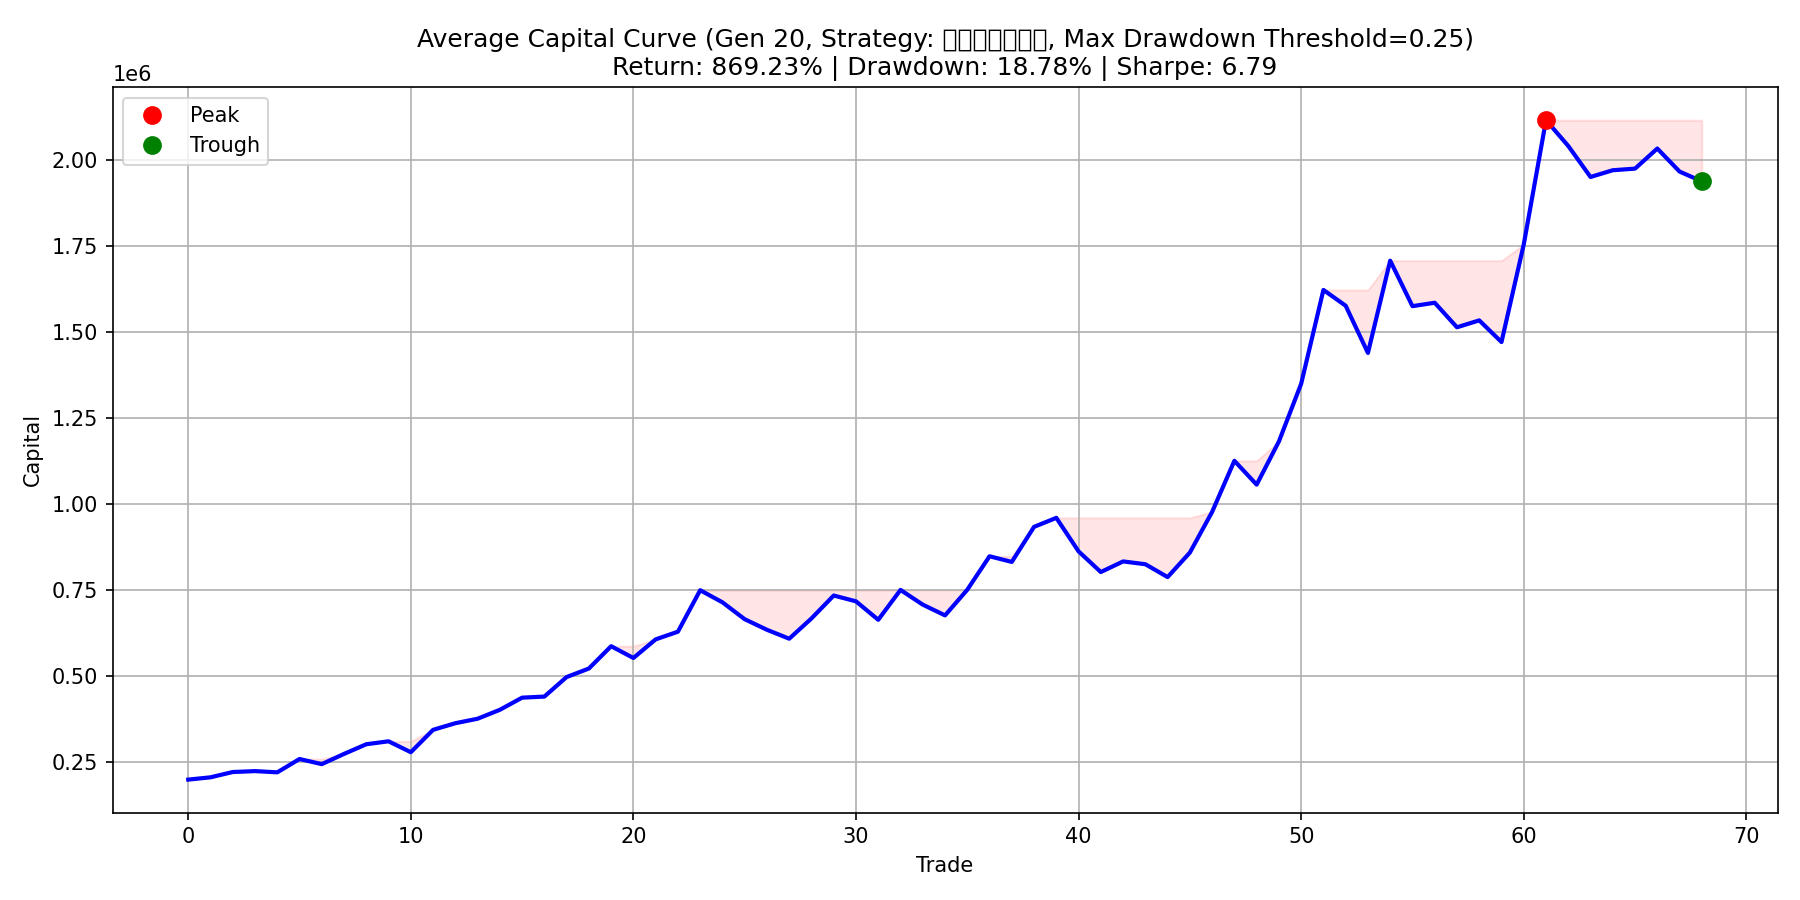 Average Capital Curve (Gen 20, Strategy: , Max Drawdown Threshold=0.25)
Return: 869.23% | Drawdown: 18.78% | Sharpe: 6.79
1e6
Peak
Trough
2.00
1.75
1.50
1.25
1.00
0.75
0.50
0.25
Capital
0 10 20 30 40 50 60 70
Trade